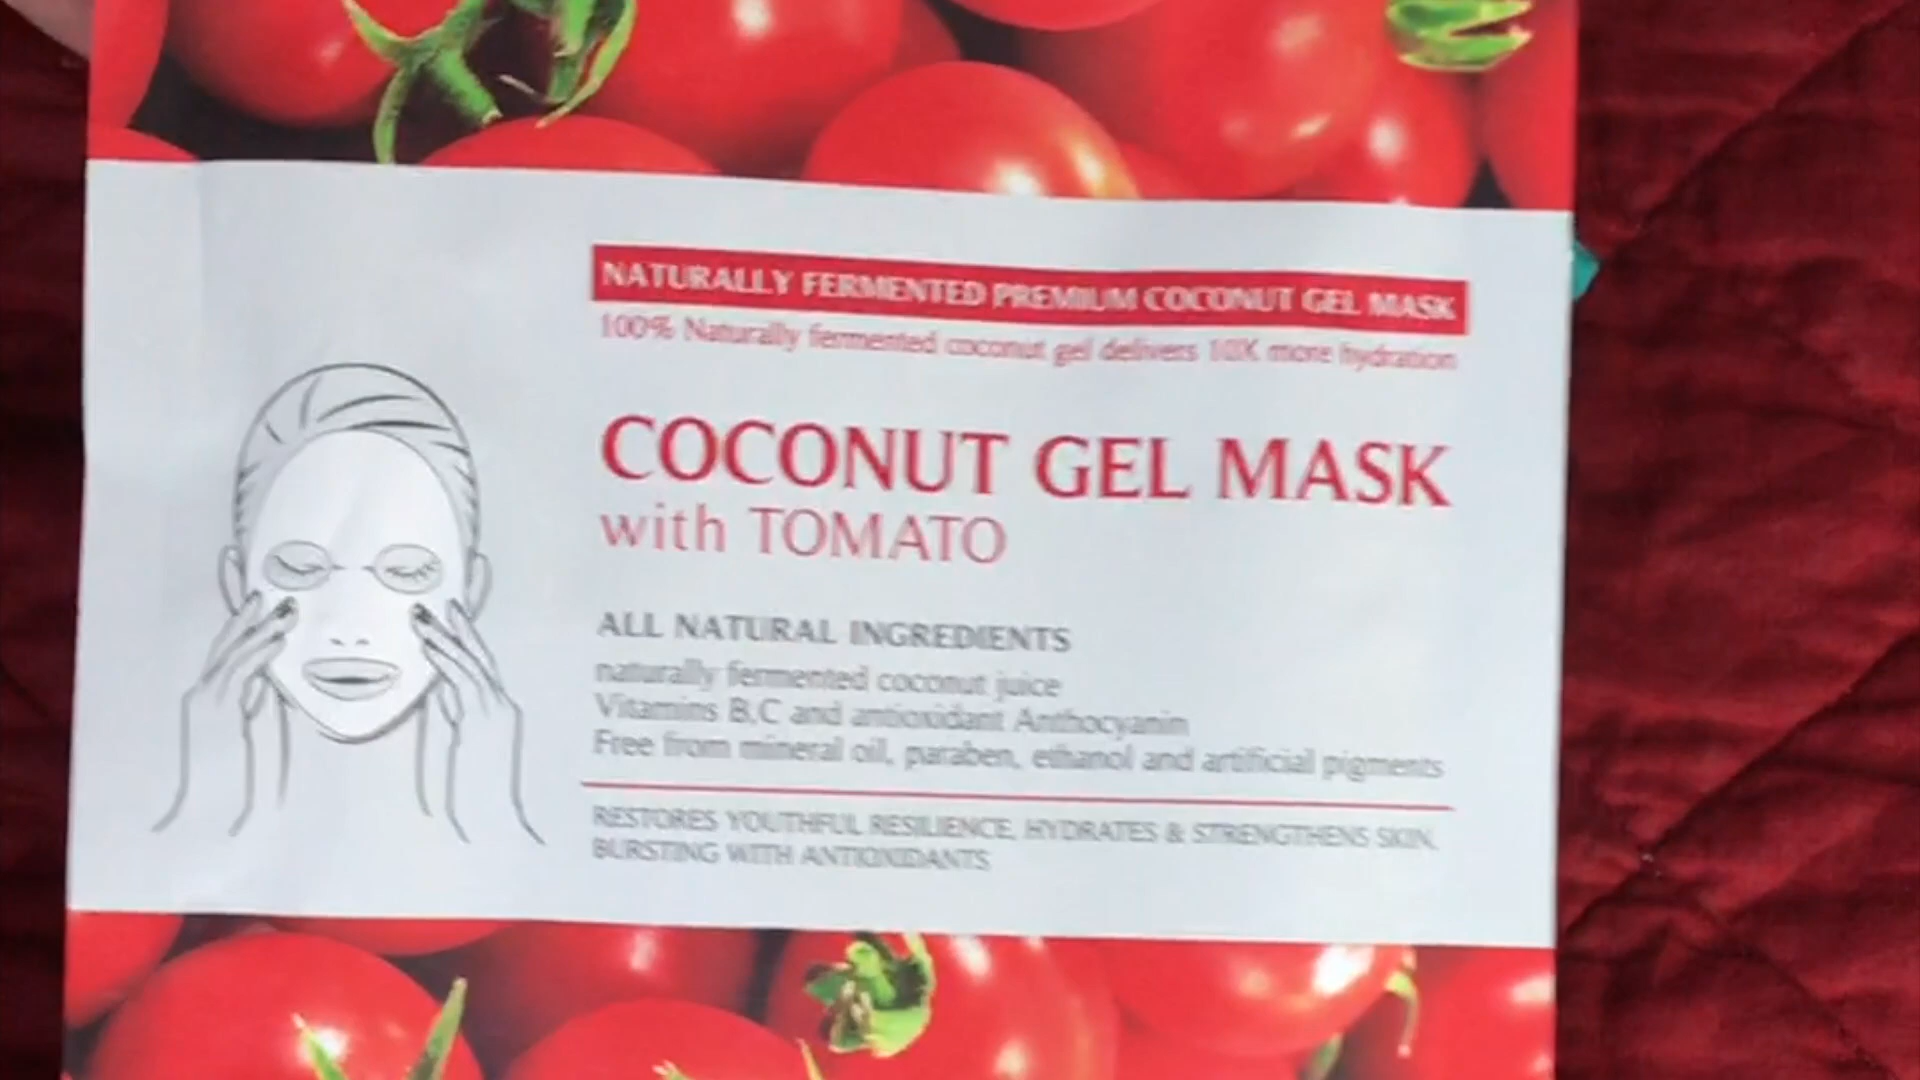 NATURALLY FERMENTED PREMIUM COCONUT GEL MASK
100% Naturally fermented coconut gel delivers 10X more hydration
COCONUT GEL MASK
with TOMATO
ALL NATURAL INGREDIENTS
naturally fermented coconut juice
Vitamins B.C and antioxidant Anthocyanin
Free from mineral oil, paraben, ethanol and artificial pigments
RESTORES YOUTHFUL RESILIENCE, HYDRATES & STRENGTHENS SKIN,
BURSTING WITH ANTIOXIDANTS